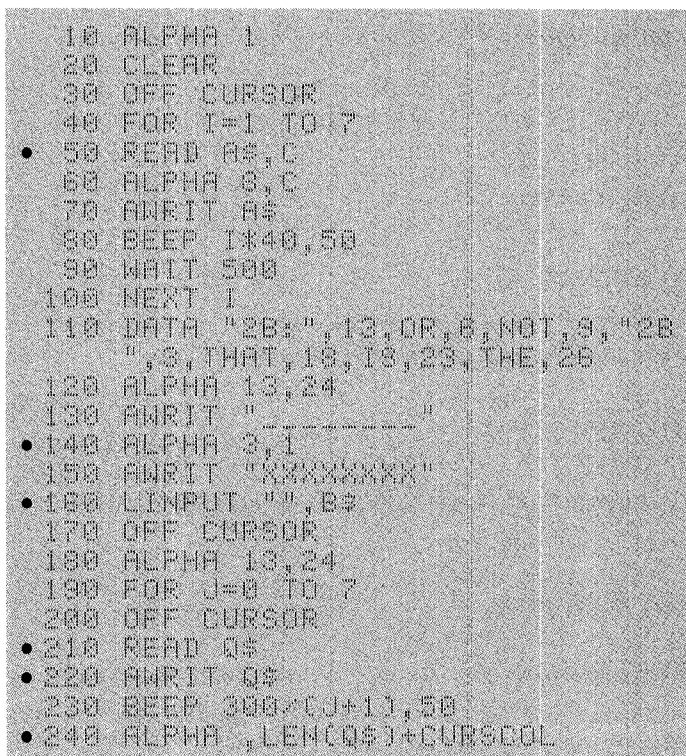 10 ALPHA 1
20 CLEAR
30 OFF CURSOR
40 FOR I=1 TO 7
• 50 READ A$,C
60 ALPHA 8,C
70 AWRIT A$
80 BEEP I*40,50
90 WAIT 500
100 NEXT I
110 DATA "2B:",13,OR,6,NOT,9,"2B
",3,THAT,18,IS,23,THE,26
120 ALPHA 13,24
130 AWRIT "________"
• 140 ALPHA 3,1
150 AWRIT "XXXXXXXX"
• 160 LINPUT "",B$
170 OFF CURSOR
180 ALPHA 13,24
190 FOR J=0 TO 7
200 OFF CURSOR
• 210 READ Q$
• 220 AWRIT Q$
230 BEEP 300/(J+1),50
• 240 ALPHA ,LEN(Q$)+CURSCOL